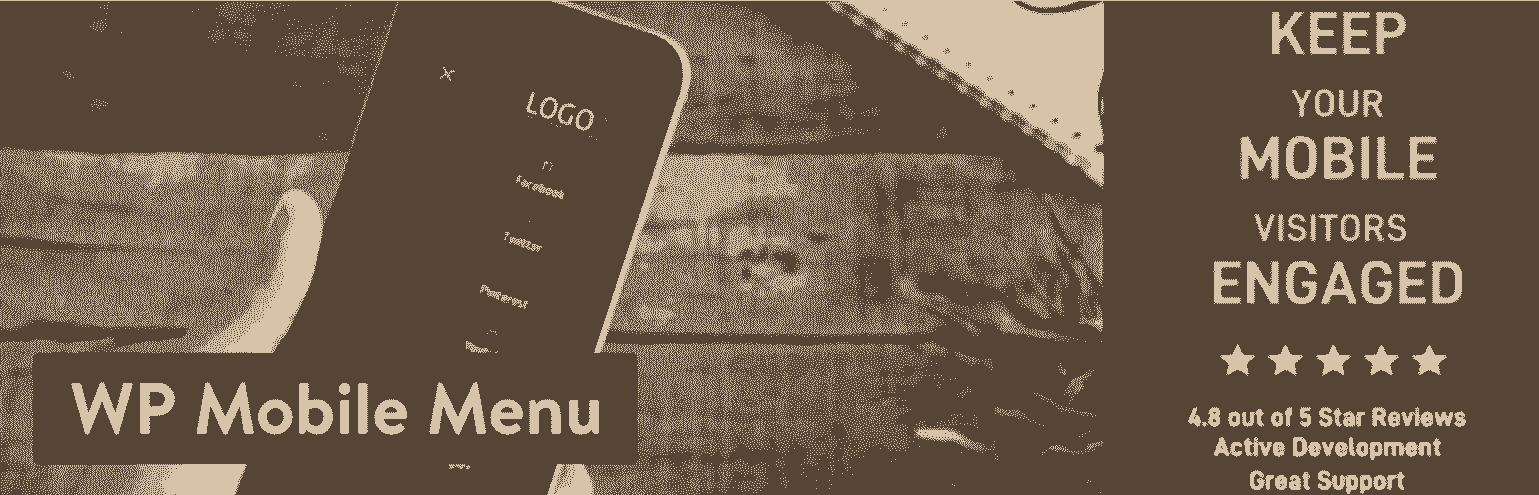 X
LOGO
Facebook
Twitter
Pinterest
WP Mobile Menu
KEEP
YOUR
MOBILE
VISITORS
ENGAGED
4.8 out of 5 Star Reviews
Active Development
Great Support